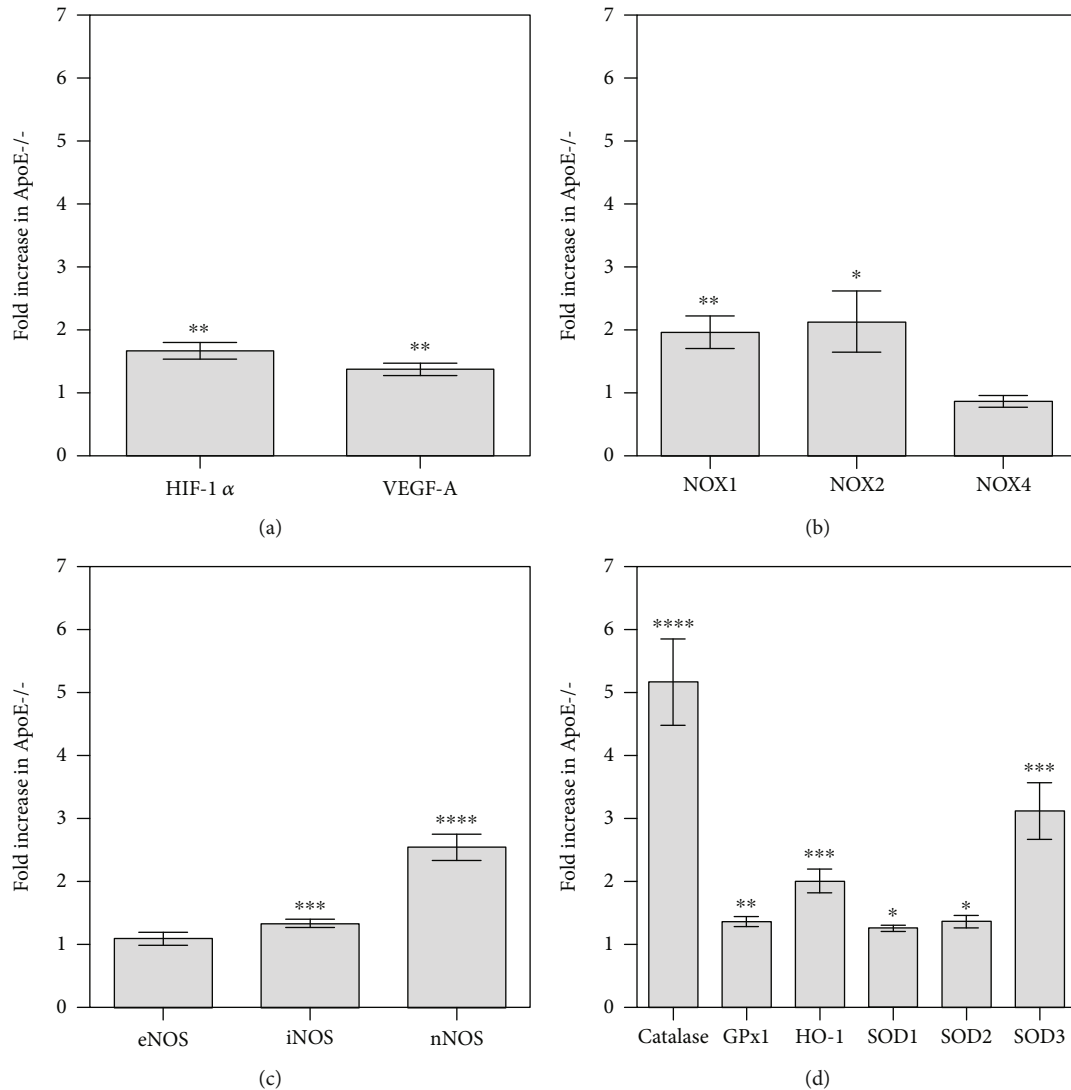 Fold increase in ApoE-/-
7
6
5
4
3
2
1
0
**
**
HIF-1 α
VEGF-A
(a)
Fold increase in ApoE-/-
7
6
5
4
3
2
1
0
**
*
NOX1
NOX2
NOX4
(b)
Fold increase in ApoE-/-
7
6
5
4
3
2
1
0
***
****
eNOS
iNOS
nNOS
(c)
Fold increase in ApoE-/-
7
6
5
4
3
2
1
0
****
**
***
*
*
***
Catalase
GPx1
HO-1
SOD1
SOD2
SOD3
(d)